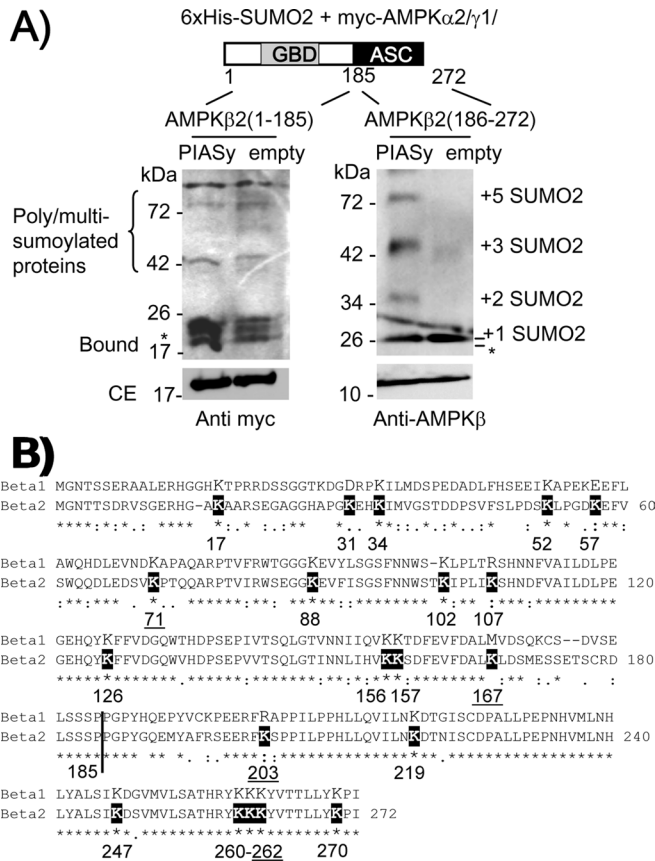 A)
6xHis-SUMO2 + myc-AMPKα2/γ1/
GBD ASC
1 185 272
AMPKβ2(1-185) AMPKβ2(186-272)
PIASy empty PIASy empty
kDa kDa
Poly/multi-sumoylated proteins
72 - 72 - +5 SUMO2
42 - 42 - +3 SUMO2
34 - +2 SUMO2
26 - 26 - +1 SUMO2
Bound * *
17 -
CE 17- 10 -
Anti myc Anti-AMPKβ
B)
Beta1 MGNTSSERAALERHGGHKTPRRDSSGGTKDGDRPKILMDSPEDADLFHSEEIKAPEKEEFL
Beta2 MGNTTSDRVSGERHG-AKAARSEGAGGHAPGKEHKIMVGSTDDPSVFSLPDSKLPGDKEFV 60
17 31 34 52 57
AWQHDLEVNDKAPAQARPTVFRWTGGGKEVYLSGSFNNWS-KLPLTRSHNNFVAILDLPE
SWQQDLEDSVKPTQQARPTVIRWSEGGKEVFISGSFNNWSTKIPLIKSHNDFVAILDLPE 120
71 88 102 107
GEHQYKFFVDGQWTHDPSEPIVTSQLGTVNNIIQVKKTDFEVFDALMVDSQKCS--DVSE
Beta2 GEHQYKFFVDGQWVHDPSEPVVTSQLGTINNLIHVKKSDFEVFDALKLDSMESSETSCRD 180
126 156 157 167
Beta1 LSSSPPGPYHQEPYVCKPEERFRAPPILPPHLLQVILNKDTGISCDPALLPEPNHVMLNH
Beta2 LSSSPPGPYGQEMYAFRSEERFKSPPILPPHLLQVILNKDTNISCDPALLPEPNHVMLNH 240
185 203 219
Beta1 LYALSIKDGVMVLSATHRYKKKYVTTLLYKPI
Beta2 LYALSIKDSVMVLSATHRYKKKYVTTLLYKPI 272
247 260-262 270